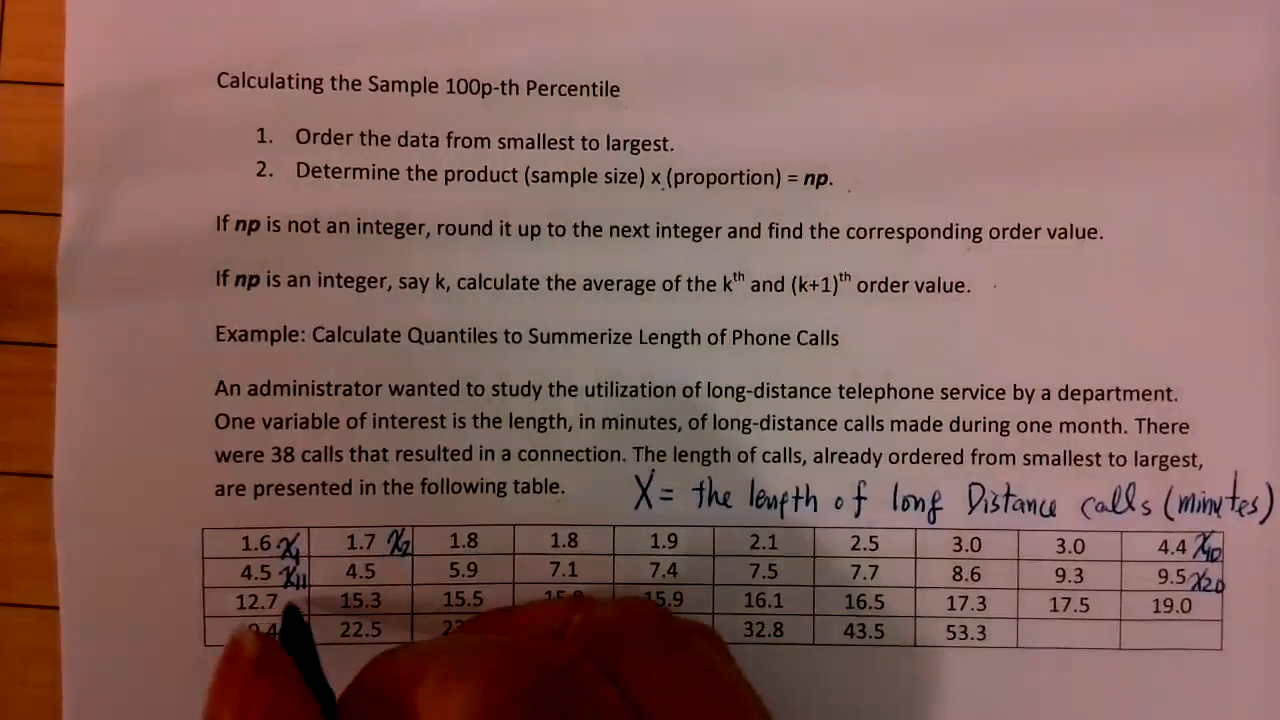 Calculating the Sample 100p-th Percentile
1. Order the data from smallest to largest.
2. Determine the product (sample size) x (proportion) = np.
If np is not an integer, round it up to the next integer and find the corresponding order value.
If np is an integer, say k, calculate the average of the kth and (k+1)th order value.
Example: Calculate Quantiles to Summerize Length of Phone Calls
An administrator wanted to study the utilization of long-distance telephone service by a department.
One variable of interest is the length, in minutes, of long-distance calls made during one month. There
were 38 calls that resulted in a connection. The length of calls, already ordered from smallest to largest,
are presented in the following table. X = the length of long Distance calls (minutes)
1.6 x1 1.7 x2 1.8 1.8 1.9 2.1 2.5 3.0 3.0 4.4 x10
4.5 x11 4.5 5.9 7.1 7.4 7.5 7.7 8.6 9.3 9.5 x20
12.7 15.3 15.5 15.9 16.1 16.5 17.3 17.5 19.0
22.5 32.8 43.5 53.3